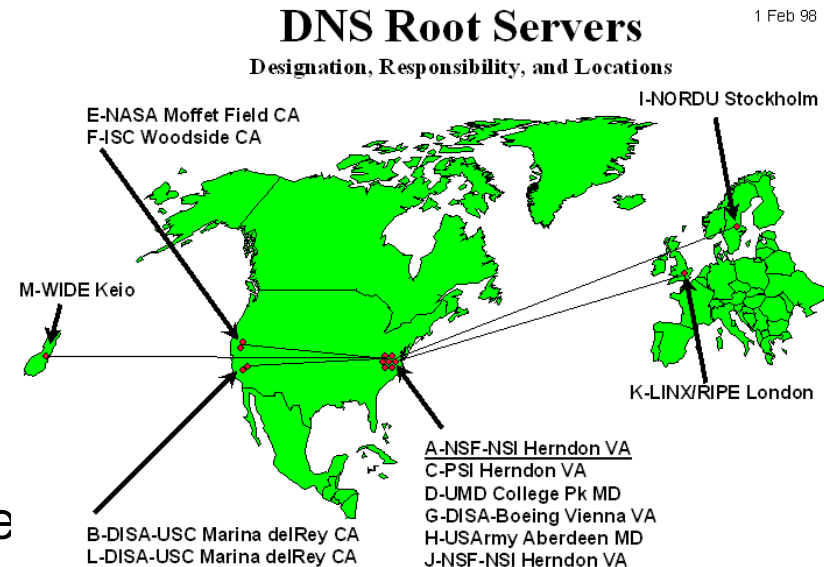 DNS Root Servers
1 Feb 98
Designation, Responsibility, and Locations
I-NORDU Stockholm
E-NASA Moffet Field CA
F-ISC Woodside CA
M-WIDE Keio
K-LINX/RIPE London
A-NSF-NSI Herndon VA
C-PSI Herndon VA
D-UMD College Pk MD
G-DISA-Boeing Vienna VA
H-USArmy Aberdeen MD
J-NSF-NSI Herndon VA
e
B-DISA-USC Marina delRey CA
L-DISA-USC Marina delRey CA